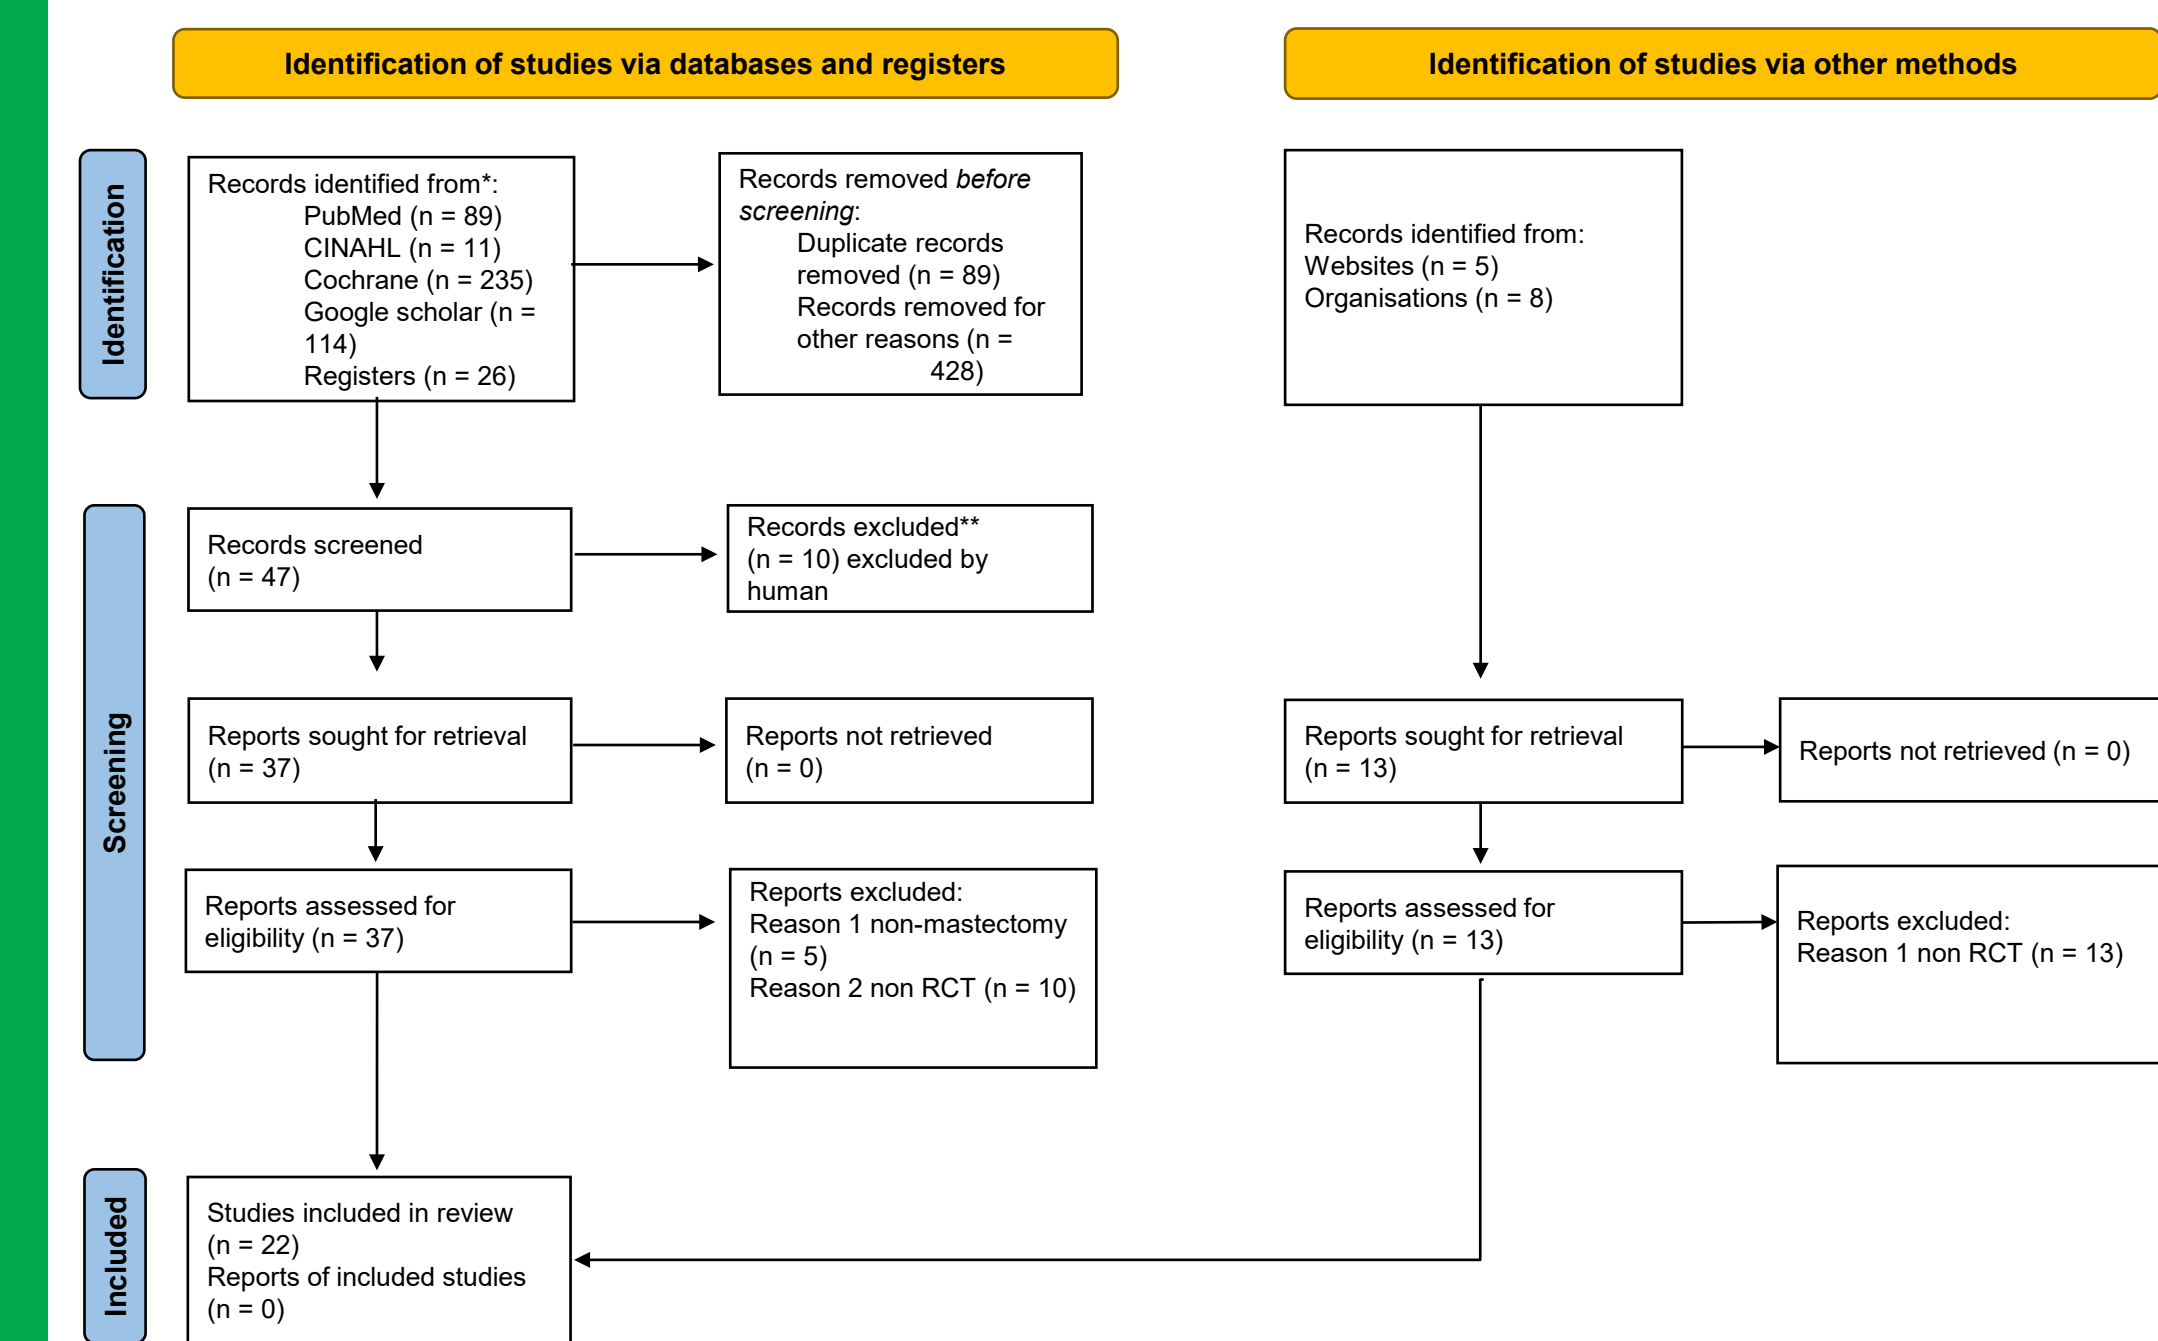 Identification of studies via databases and registers
Identification of studies via other methods
Identification
Records identified from*:
PubMed (n = 89)
CINAHL (n = 11)
Cochrane (n = 235)
Google scholar (n =
114)
Registers (n = 26)
Records removed before
screening:
Duplicate records
removed (n = 89)
Records removed for
other reasons (n =
428)
Records identified from:
Websites (n = 5)
Organisations (n = 8)
Screening
Records screened
(n = 47)
Records excluded**
(n = 10) excluded by
human
Reports sought for retrieval
(n = 37)
Reports not retrieved
(n = 0)
Reports sought for retrieval
(n = 13)
Reports not retrieved (n = 0)
Reports assessed for
eligibility (n = 37)
Reports excluded:
Reason 1 non-mastectomy
(n = 5)
Reason 2 non RCT (n = 10)
Reports assessed for
eligibility (n = 13)
Reports excluded:
Reason 1 non RCT (n = 13)
Included
Studies included in review
(n = 22)
Reports of included studies
(n = 0)